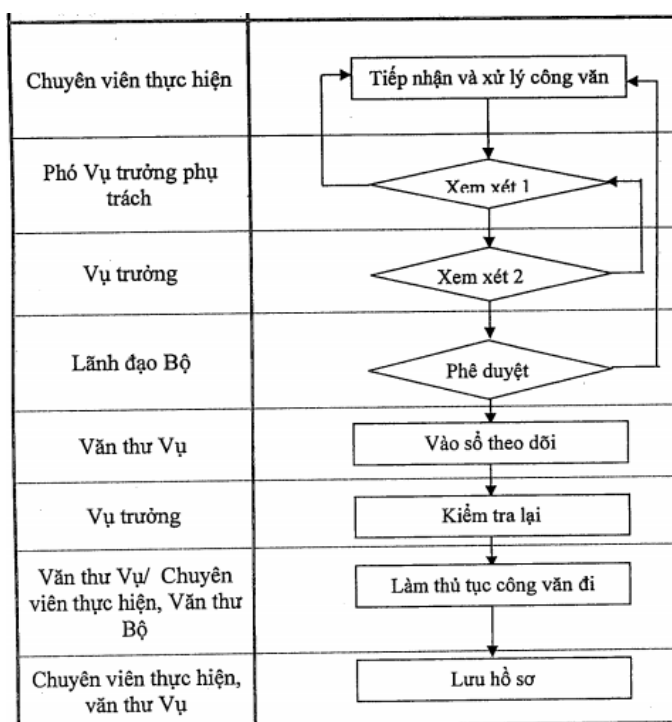 Chuyên viên thực hiện
Tiếp nhận và xử lý công văn
Phó Vụ trưởng phụ
trách
Xem xét 1
Vụ trưởng
Xem xét 2
Lãnh đạo Bộ
Phê duyệt
Văn thư Vụ
Vào sổ theo dõi
Vụ trưởng
Kiểm tra lại
Văn thư Vụ/ Chuyên
viên thực hiện, Văn thư
Bộ
Làm thủ tục công văn đi
Chuyên viên thực hiện,
văn thư Vụ
Lưu hồ sơ